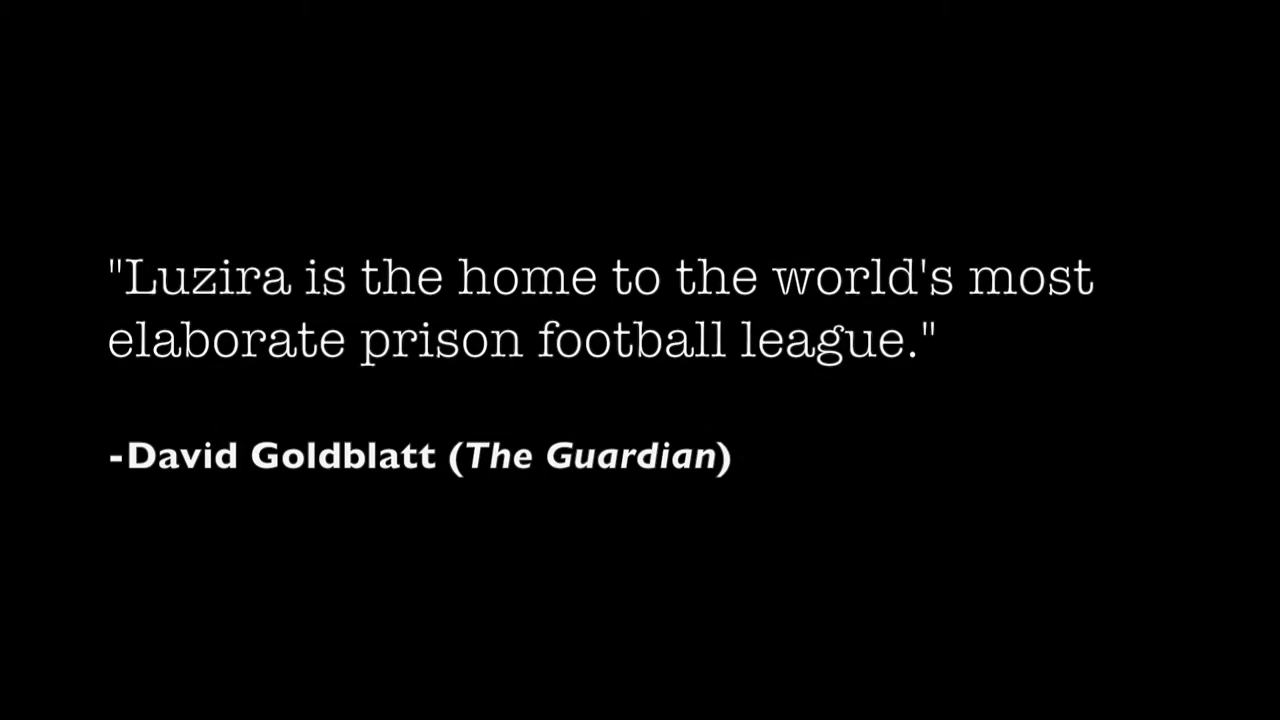 "Luzira is the home to the world's most
elaborate prison football league."
-David Goldblatt (The Guardian)